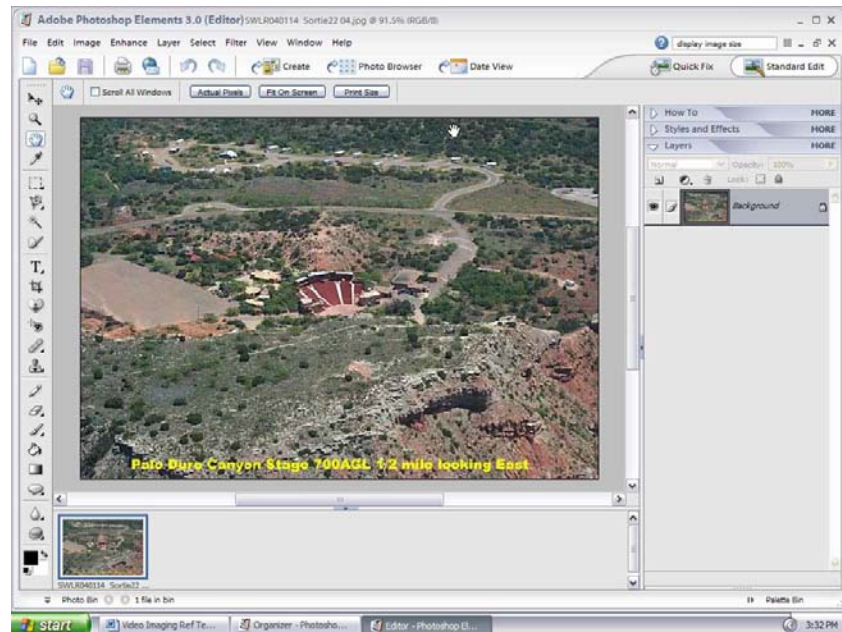 Adobe Photoshop Elements 3.0 (Editor) SWLR040114 Sortie22 04.jpg @ 91.5% (RGB/8)
File Edit Image Enhance Layer Select Filter View Window Help
display image size
Create Photo Browser Date View
Quick Fix Standard Edit
Scroll All Windows Actual Pixels Fit On Screen Print Size
How To MORE
Styles and Effects MORE
Layers MORE
Normal Opacity: 100%
Lock:
Background
Palo Duro Canyon Stage 700AGL 1/2 mile looking East
SWLR040114 Sortie22 ...
Photo Bin 1 file in bin
Palette Bin
start Video Imaging Ref Te... Organizer - Photosho... Editor - Photoshop El... 3:32 PM